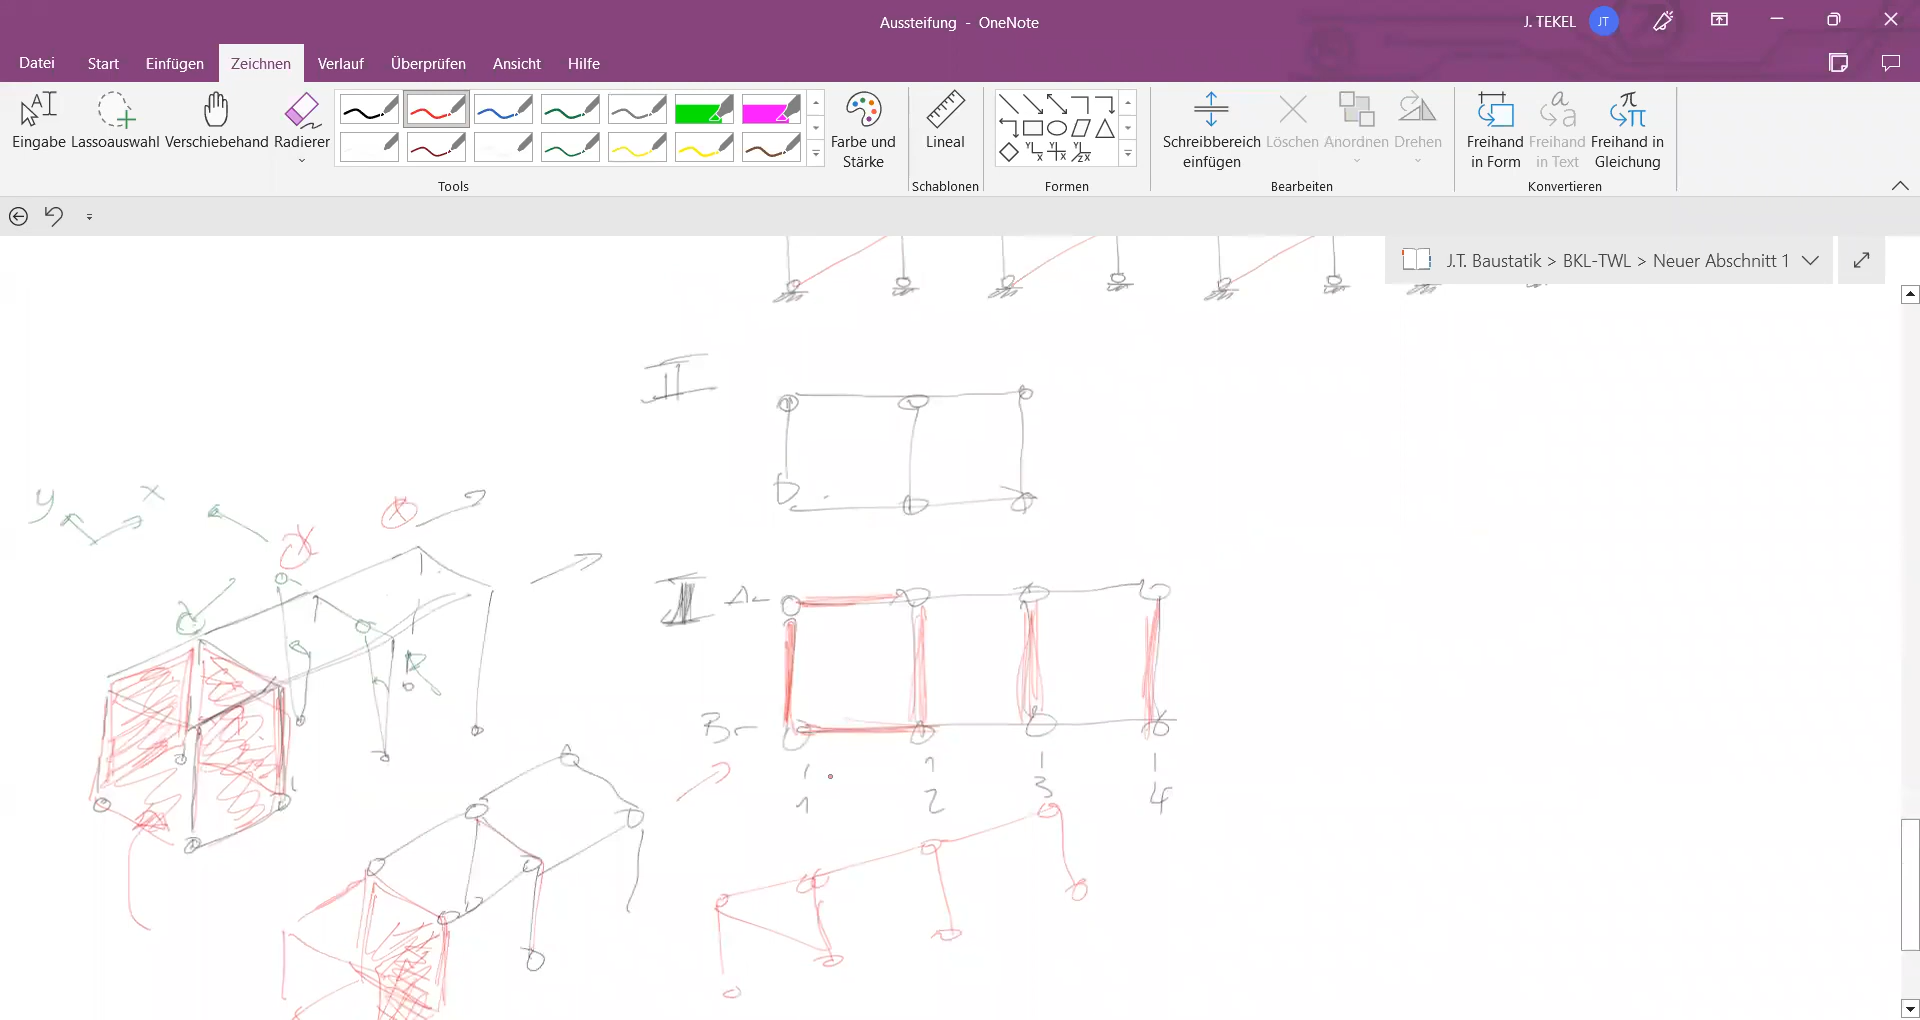 Aussteifung - OneNote
J. TEKEL
JT
Datei
Start
Einfügen
Zeichnen
Verlauf
Überprüfen
Ansicht
Hilfe
Eingabe
Lassoauswahl
Verschiebehand
Radierer
Farbe und
Stärke
Lineal
Schreibbereich
einfügen
Löschen
Anordnen
Drehen
Freihand
in Form
Freihand
in Text
Freihand in
Gleichung
Tools
Schablonen
Formen
Bearbeiten
Konvertieren
J.T. Baustatik > BKL-TWL > Neuer Abschnitt 1
II
y
x
A
B
1
2
3
4